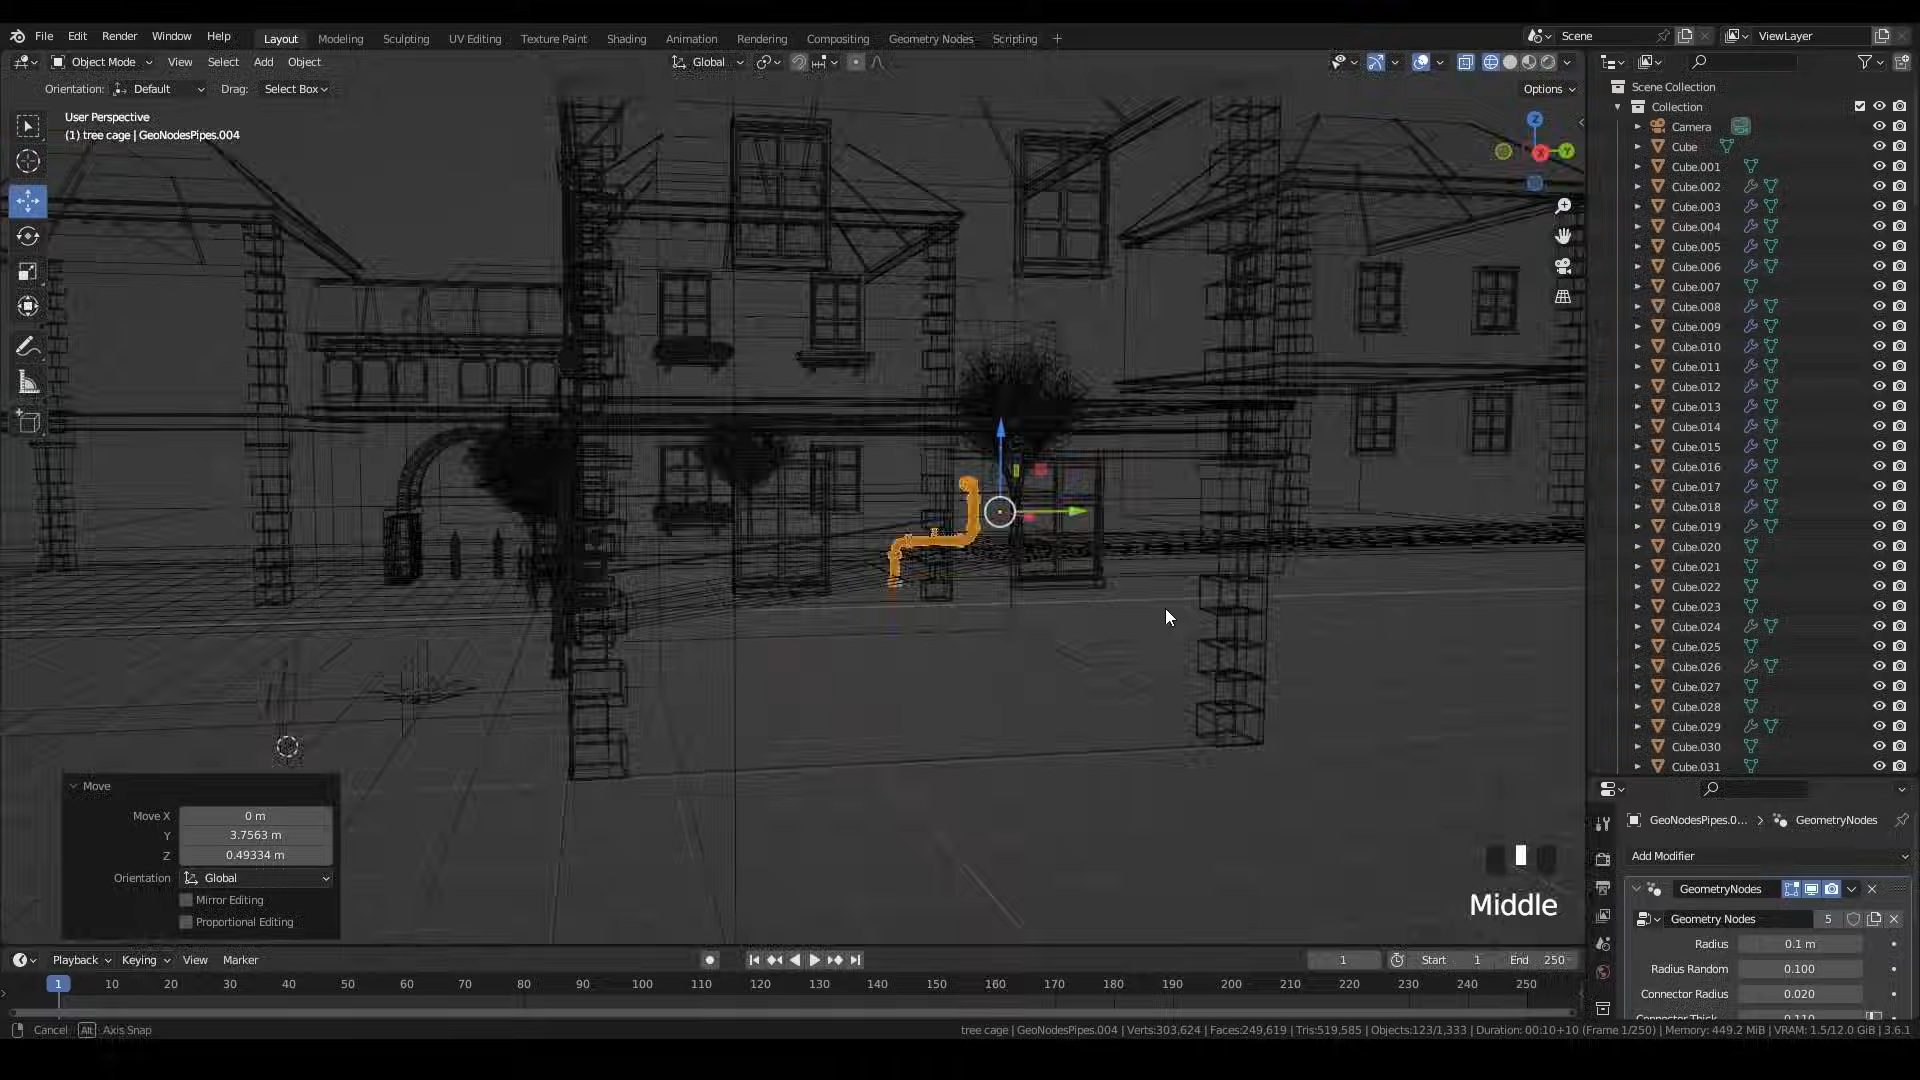 File Edit Render Window Help Layout Modeling Sculpting UV Editing Texture Paint Shading Animation Rendering Compositing Geometry Nodes Scripting + Scene ViewLayer
Object Mode View Select Add Object Global
Orientation: Default Drag: Select Box Options
User Perspective
(1) tree cage | GeoNodesPipes.004
Z
X
Y
Scene Collection
Collection
Camera
Cube
Cube.001
Cube.002
Cube.003
Cube.004
Cube.005
Cube.006
Cube.007
Cube.008
Cube.009
Cube.010
Cube.011
Cube.012
Cube.013
Cube.014
Cube.015
Cube.016
Cube.017
Cube.018
Cube.019
Cube.020
Cube.021
Cube.022
Cube.023
Cube.024
Cube.025
Cube.026
Cube.027
Cube.028
Cube.029
Cube.030
Cube.031
Move
Move X 0 m
Y 3.7563 m
Z 0.49334 m
Orientation Global
Mirror Editing
Proportional Editing
Middle
GeoNodesPipes.0... > GeometryNodes
Add Modifier
GeometryNodes
Geometry Nodes 5
Radius 0.1 m
Radius Random 0.100
Connector Radius 0.020
Playback Keying View Marker 1 Start 1 End 250
1 10 20 30 40 50 60 70 80 90 100 110 120 130 140 150 160 170 180 190 200 210 220 230 240 250
Cancel Alt Axis Snap
tree cage | GeoNodesPipes.004 | Verts:303,624 | Faces:249,619 | Tris:519,585 | Objects:123/1,333 | Duration: 00:10+10 (Frame 1/250) | Memory: 449.2 MiB | VRAM: 1.5/12.0 GiB | 3.6.1